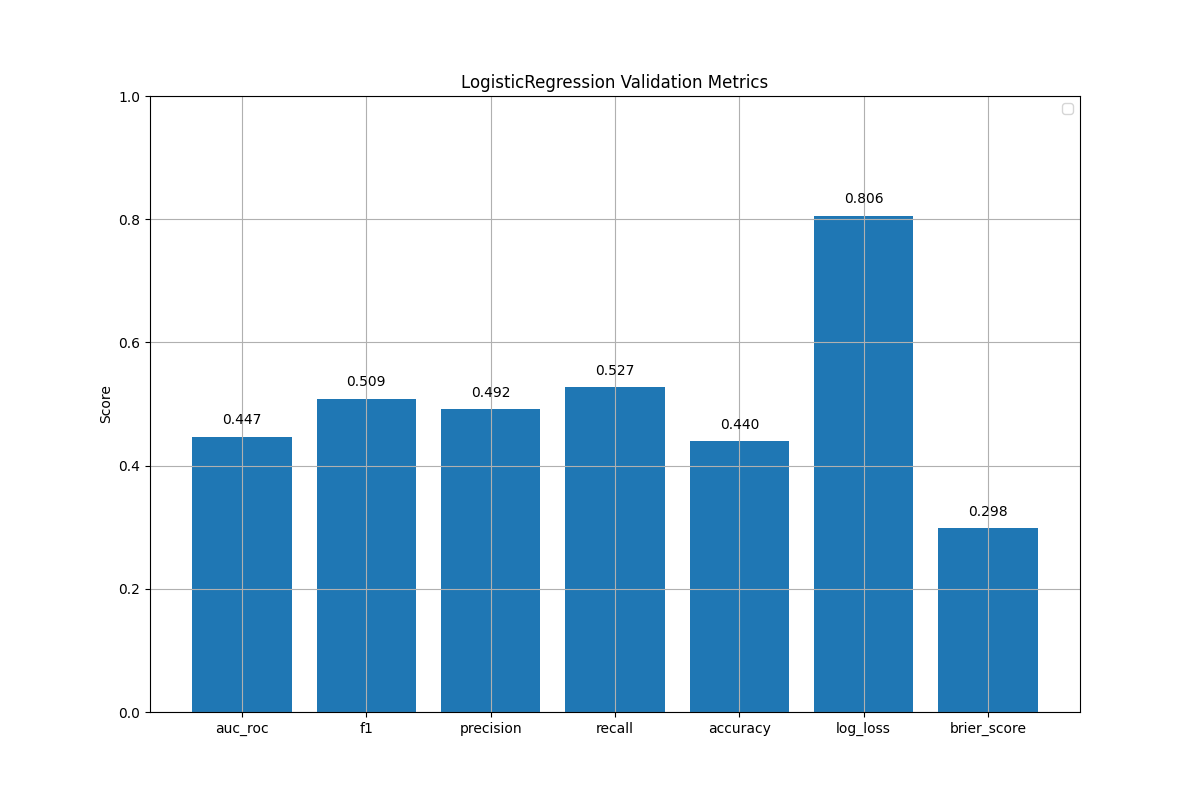 LogisticRegression Validation Metrics
1.0
0.8
0.6
0.4
0.2
0.0
Score
0.447
0.509
0.492
0.527
0.440
0.806
0.298
auc_roc
f1
precision
recall
accuracy
log_loss
brier_score